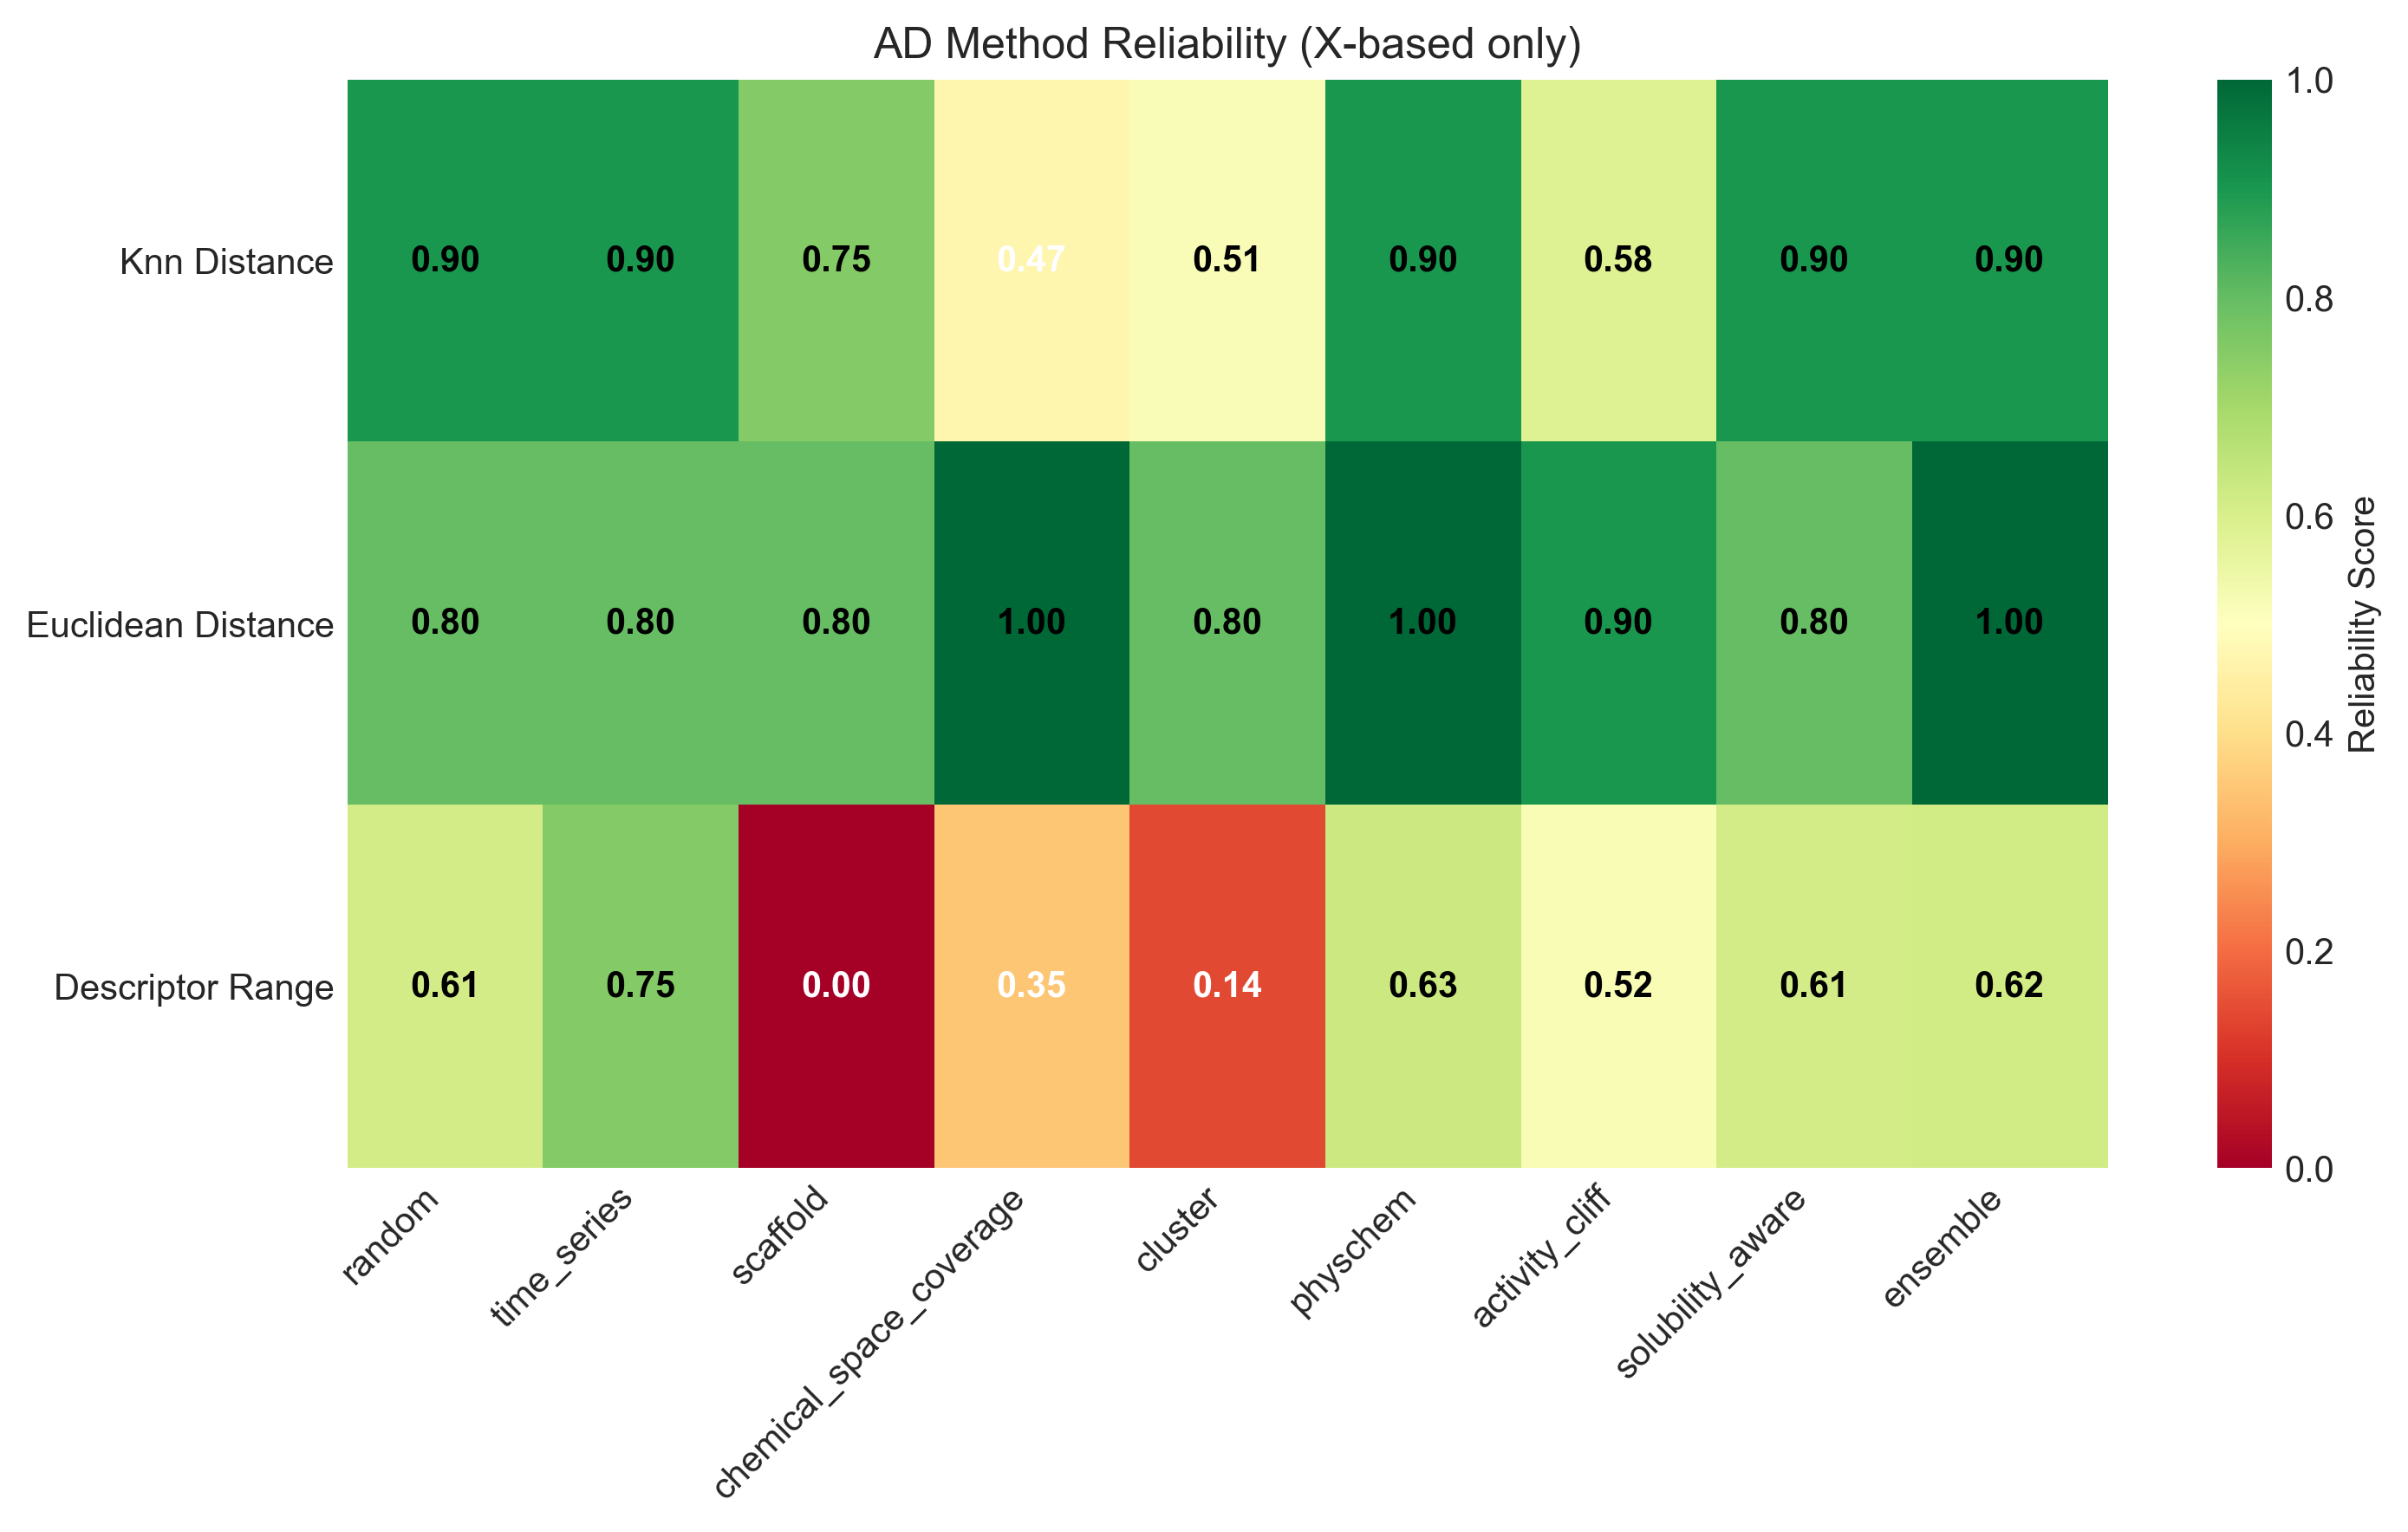 AD Method Reliability (X-based only)
Knn Distance 0.90 0.90 0.75 0.47 0.51 0.90 0.58 0.90 0.90
Euclidean Distance 0.80 0.80 0.80 1.00 0.80 1.00 0.90 0.80 1.00
Descriptor Range 0.61 0.75 0.00 0.35 0.14 0.63 0.52 0.61 0.62
random
time_series
scaffold
chemical_space_coverage
cluster
physchem
activity_cliff
solubility_aware
ensemble
1.0
0.8
0.6
0.4
0.2
0.0
Reliability Score